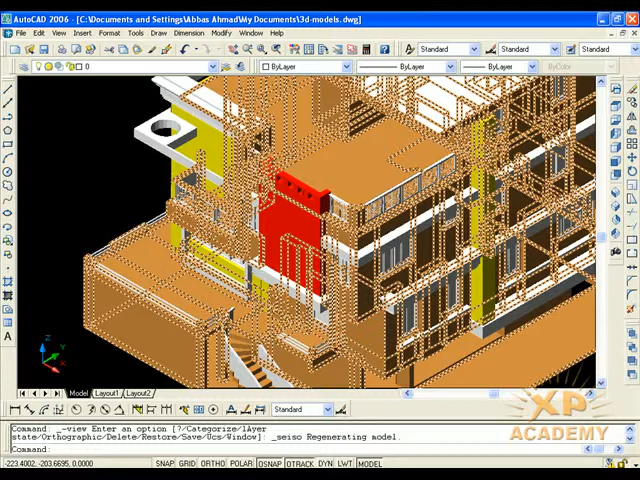 AutoCAD 2006 - [C:\Documents and Settings\Abbas Ahmad\My Documents\3d-models.dwg]
File Edit View Insert Format Tools Draw Dimension Modify Window Help
Standard Standard Standard
0 ByLayer ByLayer ByLayer ByColor
Z Y X
Model Layout1 Layout2
Standard
Command: _-view Enter an option [?/Categorize/lAyer
state/Orthographic/Delete/Restore/Save/Ucs/Window]: _seiso Regenerating model.
Command:
XP
ACADEMY
-223.4002, -203.6695, 0.0000 SNAP GRID ORTHO POLAR OSNAP OTRACK DYN LWT MODEL